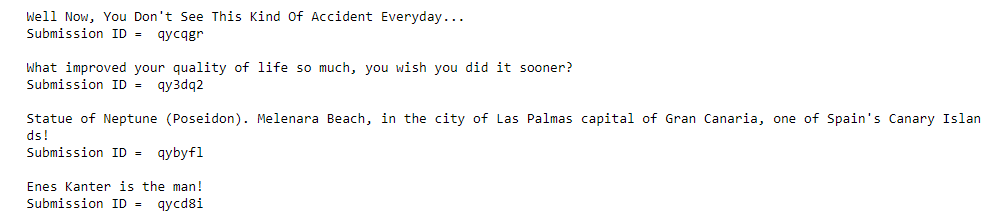 Well Now, You Don't See This Kind Of Accident Everyday...
Submission ID =  qycqgr
What improved your quality of life so much, you wish you did it sooner?
Submission ID =  qy3dq2
Statue of Neptune (Poseidon). Melenara Beach, in the city of Las Palmas capital of Gran Canaria, one of Spain's Canary Islan
ds!
Submission ID =  qybyfl
Enes Kanter is the man!
Submission ID =  qycd8i